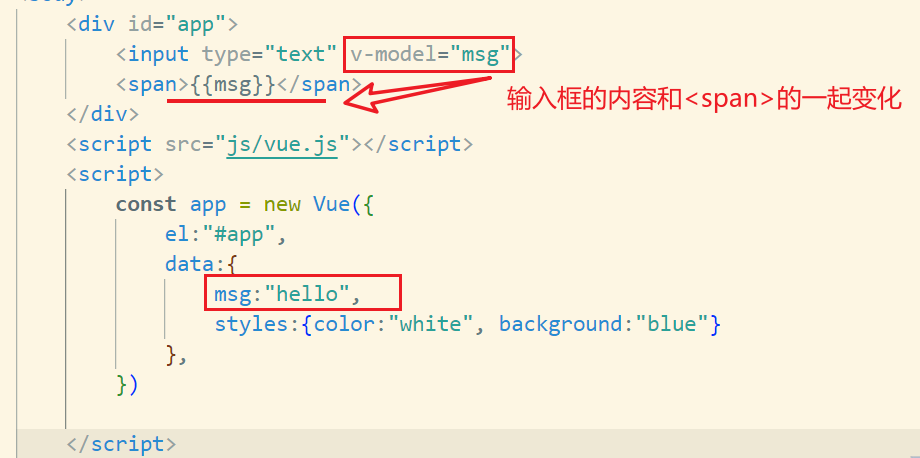 <body>
<div id="app">
<input type="text" v-model="msg">
<span>{{msg}}</span>
输入框的内容和<span>的一起变化
</div>
<script src="js/vue.js"></script>
<script>
const app = new Vue({
el:"#app",
data:{
msg:"hello",
styles:{color:"white", background:"blue"}
},
})
</script>